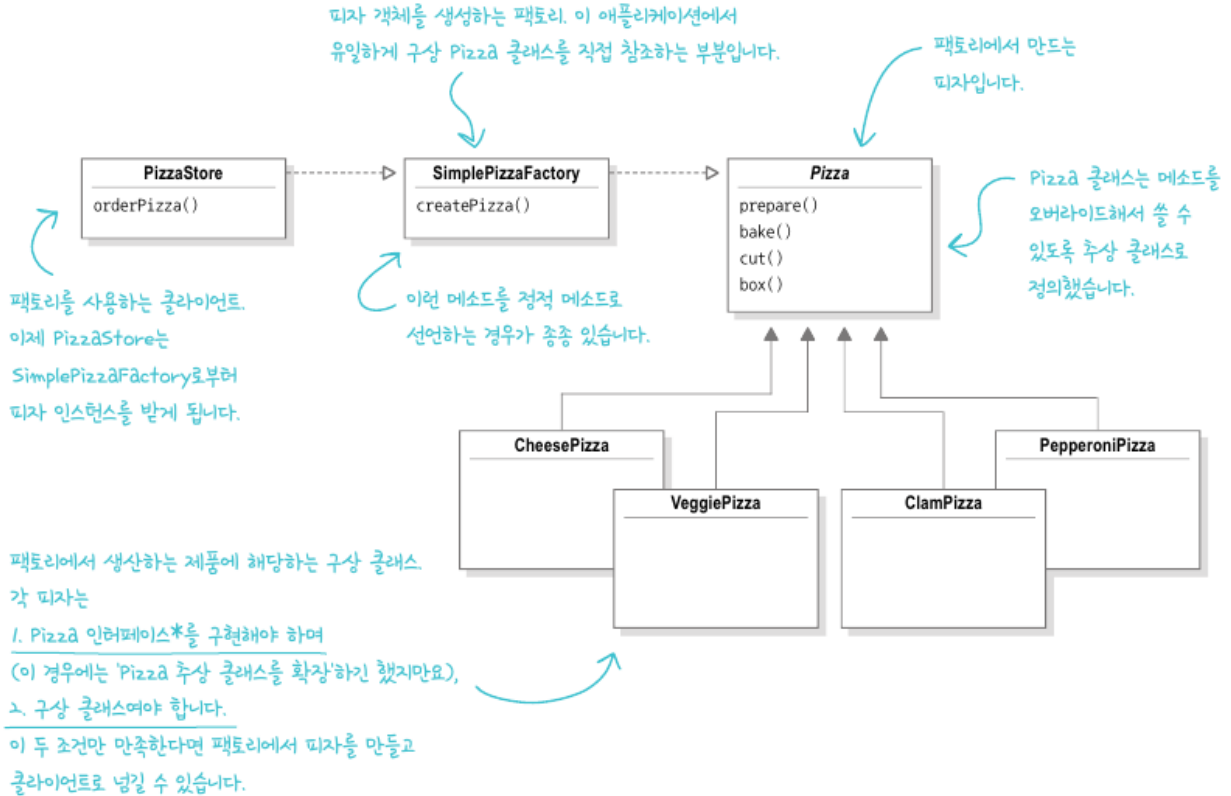 피자 객체를 생성하는 팩토리. 이 애플리케이션에서
유일하게 구상 Pizza 클래스를 직접 참조하는 부분입니다.
팩토리에서 만드는
피자입니다.
PizzaStore
orderPizza()
SimplePizzaFactory
createPizza()
Pizza
prepare()
bake()
cut()
box()
Pizza 클래스는 메소드를
오버라이드해서 쓸 수
있도록 추상 클래스로
정의했습니다.
팩토리를 사용하는 클라이언트.
이제 PizzaStore는
SimplePizzaFactory로부터
피자 인스턴스를 받게 됩니다.
이런 메소드를 정적 메소드로
선언하는 경우가 종종 있습니다.
CheesePizza
VeggiePizza
ClamPizza
PepperoniPizza
팩토리에서 생산하는 제품에 해당하는 구상 클래스.
각 피자는
1. Pizza 인터페이스*를 구현해야 하며
(이 경우에는 'Pizza 추상 클래스를 확장'하긴 했지만요),
2. 구상 클래스여야 합니다.
이 두 조건만 만족한다면 팩토리에서 피자를 만들고
클라이언트로 넘길 수 있습니다.